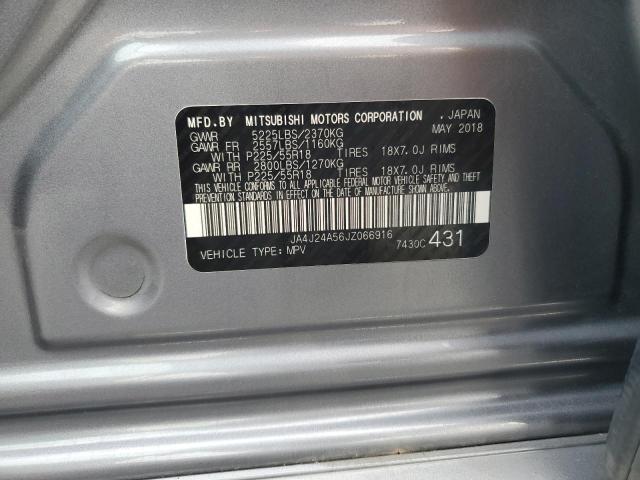 MFD.BY MITSUBISHI MOTORS CORPORATION . JAPAN
GVWR 5225LBS/2370KG MAY 2018
GAWR FR 2557LBS/1160KG
WITH P225/55R18 TIRES 18X7.0J RIMS
GAWR RR 2800LBS/1270KG
WITH P225/55R18 TIRES 18X7.0J RIMS
THIS VEHICLE CONFORMS TO ALL APPLICABLE FEDERAL MOTOR VEHICLE SAFETY AND THEFT
PREVENTION STANDARDS IN EFFECT ON THE DATE OF MANUFACTURE SHOWN ABOVE.
JA4J24A56JZ066916
VEHICLE TYPE: MPV 7430C 431